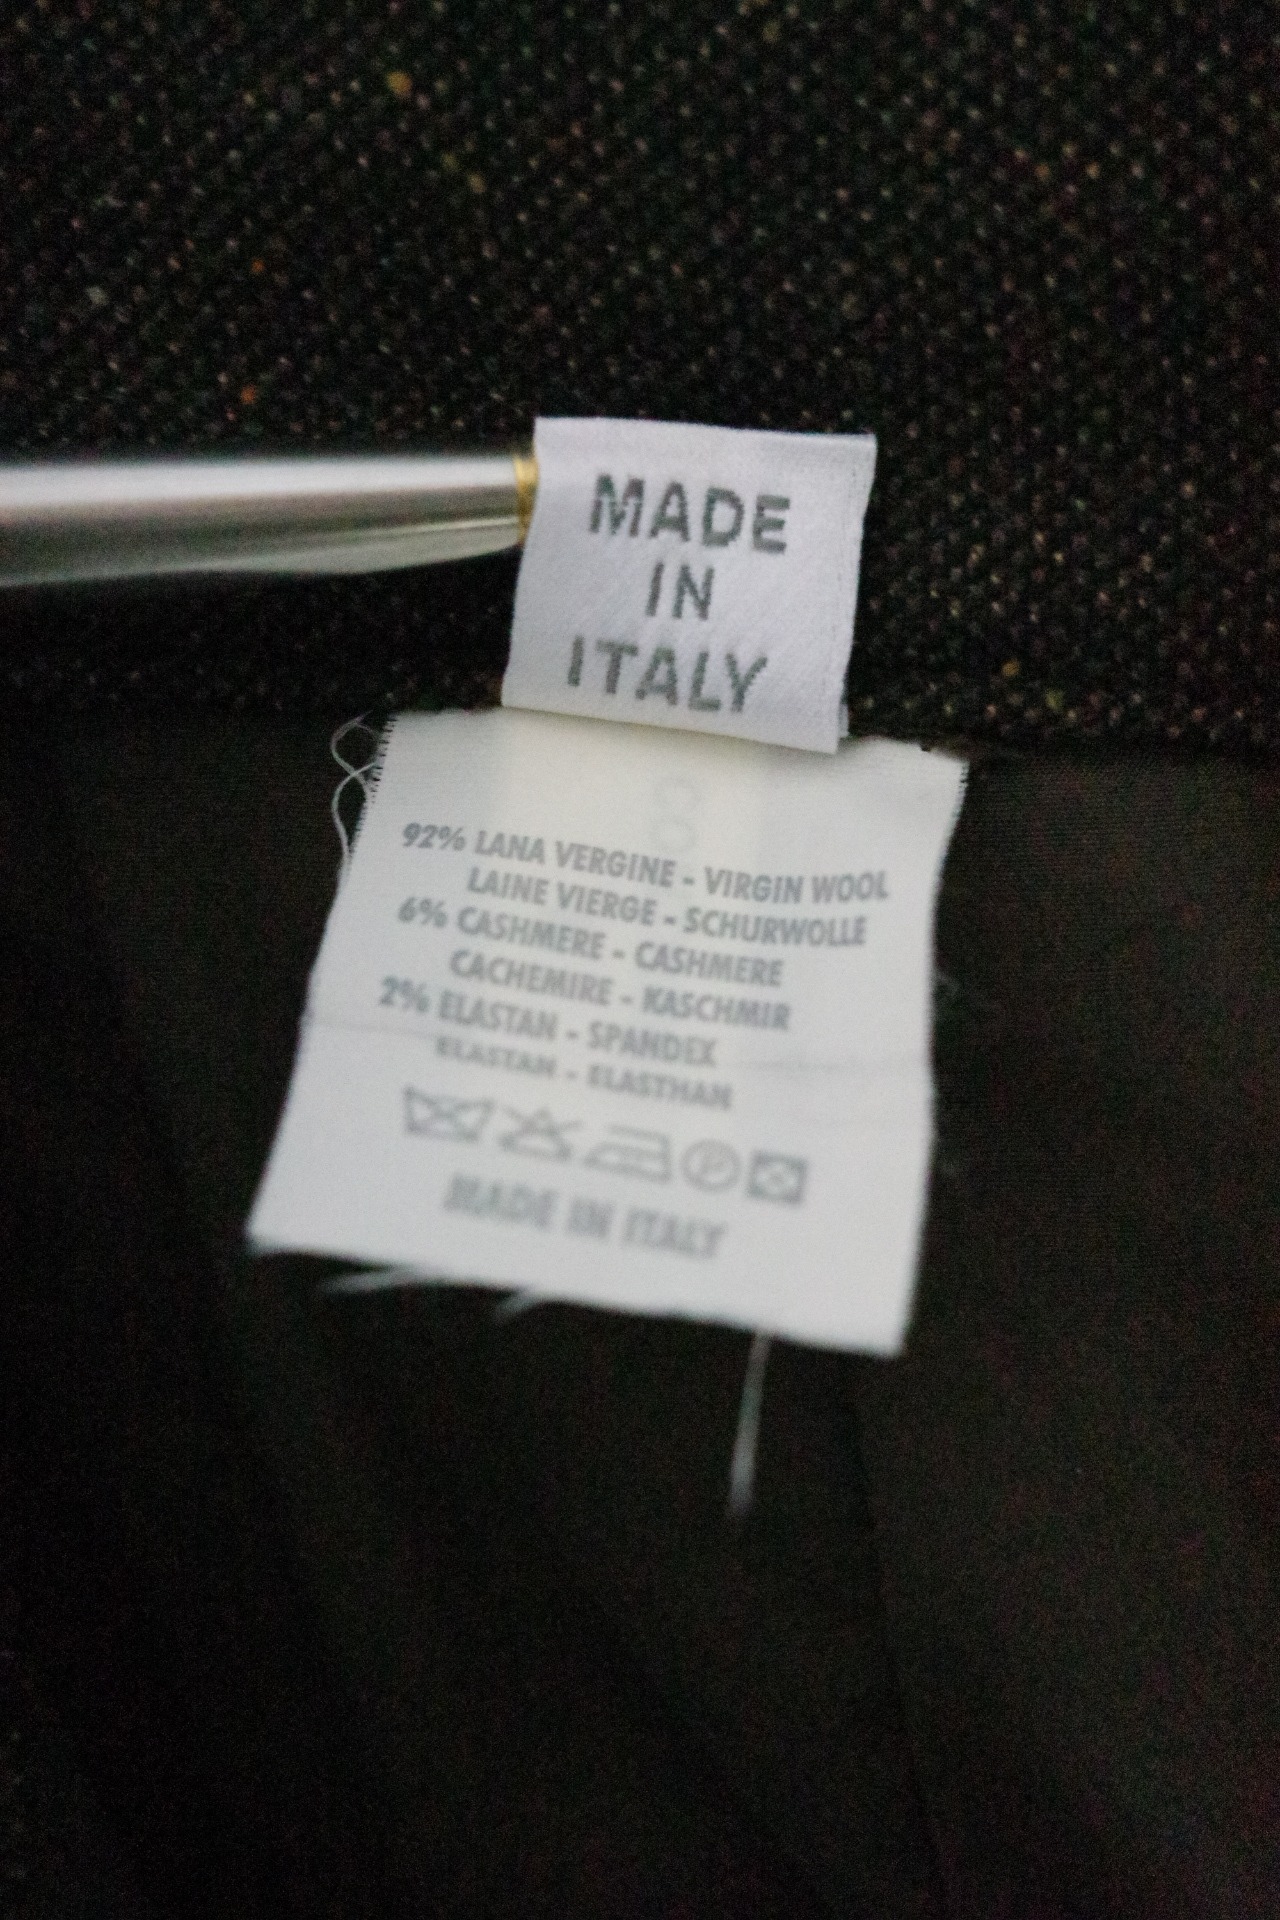 MADE
IN
ITALY
92% LANA VERGINE - VIRGIN WOOL
LAINE VIERGE - SCHURWOLLE
6% CASHMERE - CASHMERE
CACHEMIRE - KASCHMIR
2% ELASTAN - SPANDEX
ELASTAN - ELASTHAN
P
MADE IN ITALY